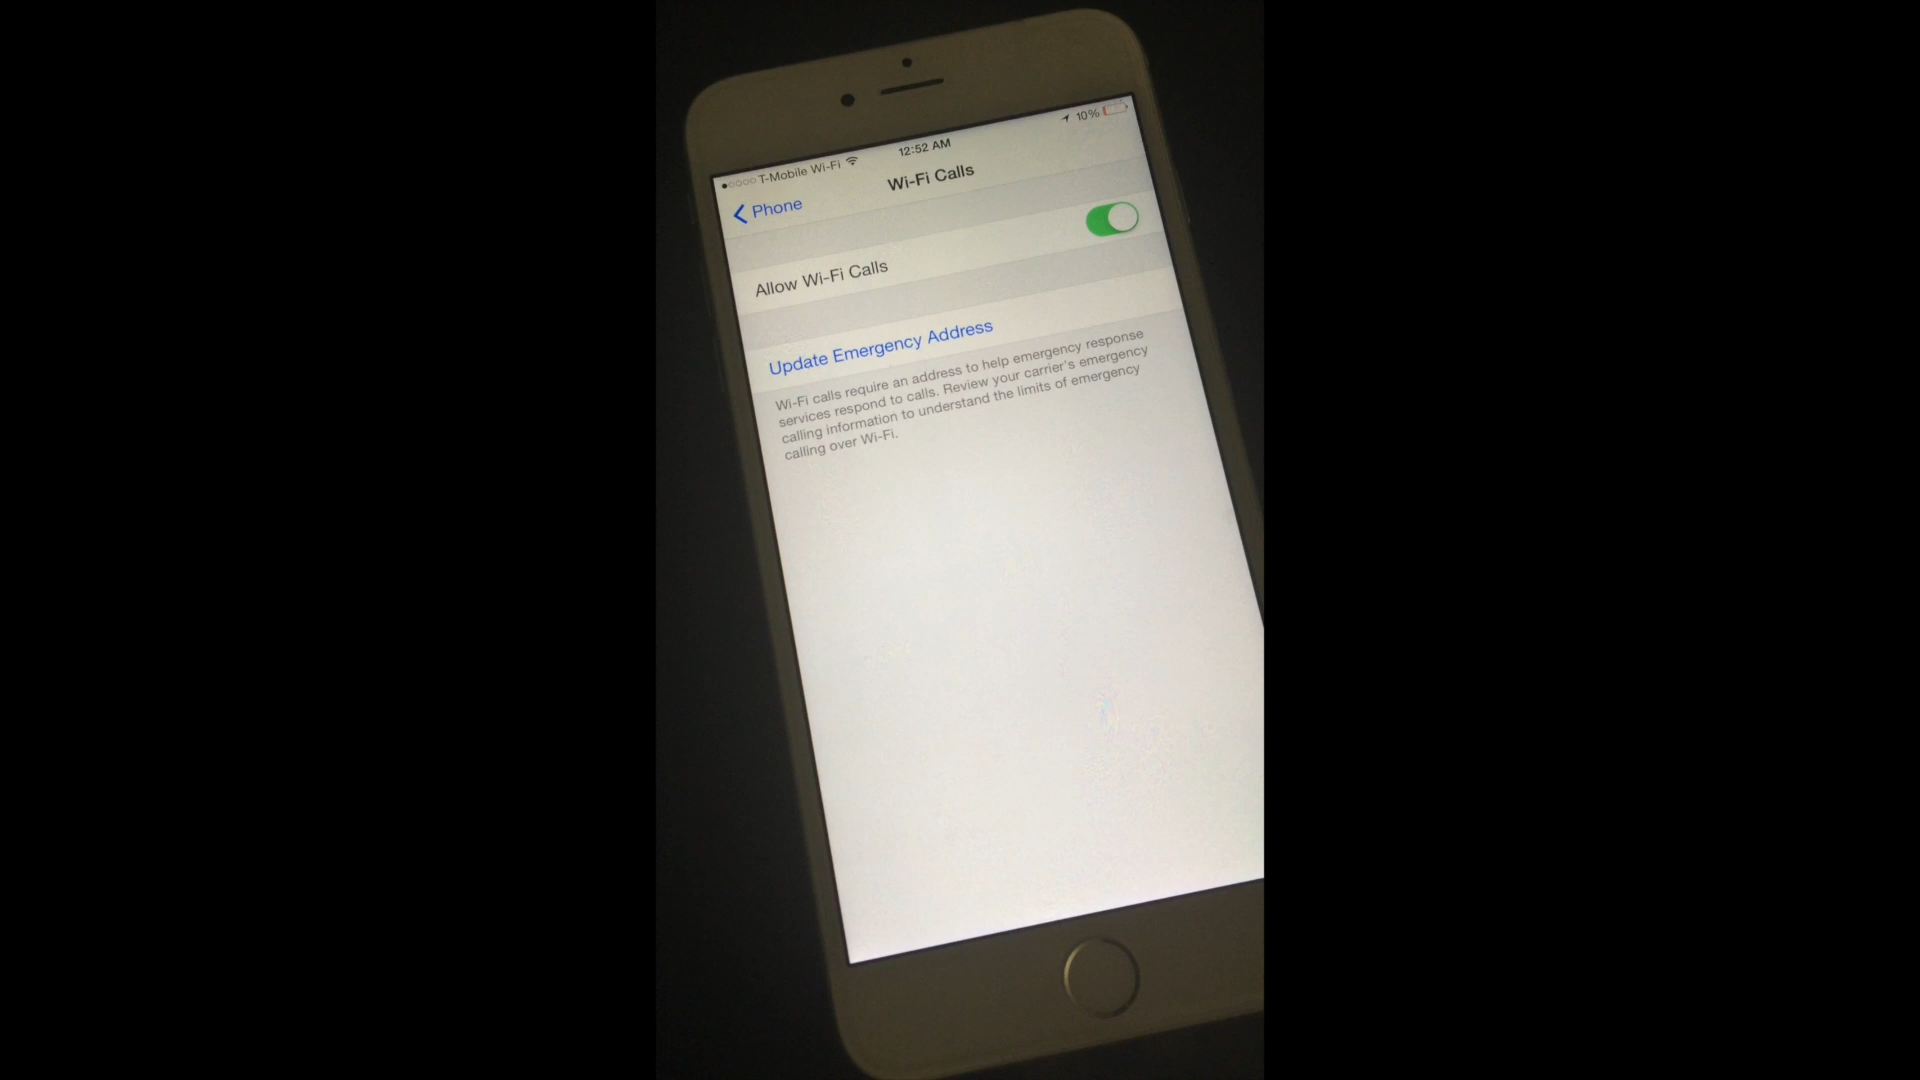 T-Mobile Wi-Fi 12:52 AM 10%
Phone Wi-Fi Calls
Allow Wi-Fi Calls
Update Emergency Address
Wi-Fi calls require an address to help emergency response
services respond to calls. Review your carrier's emergency
calling information to understand the limits of emergency
calling over Wi-Fi.